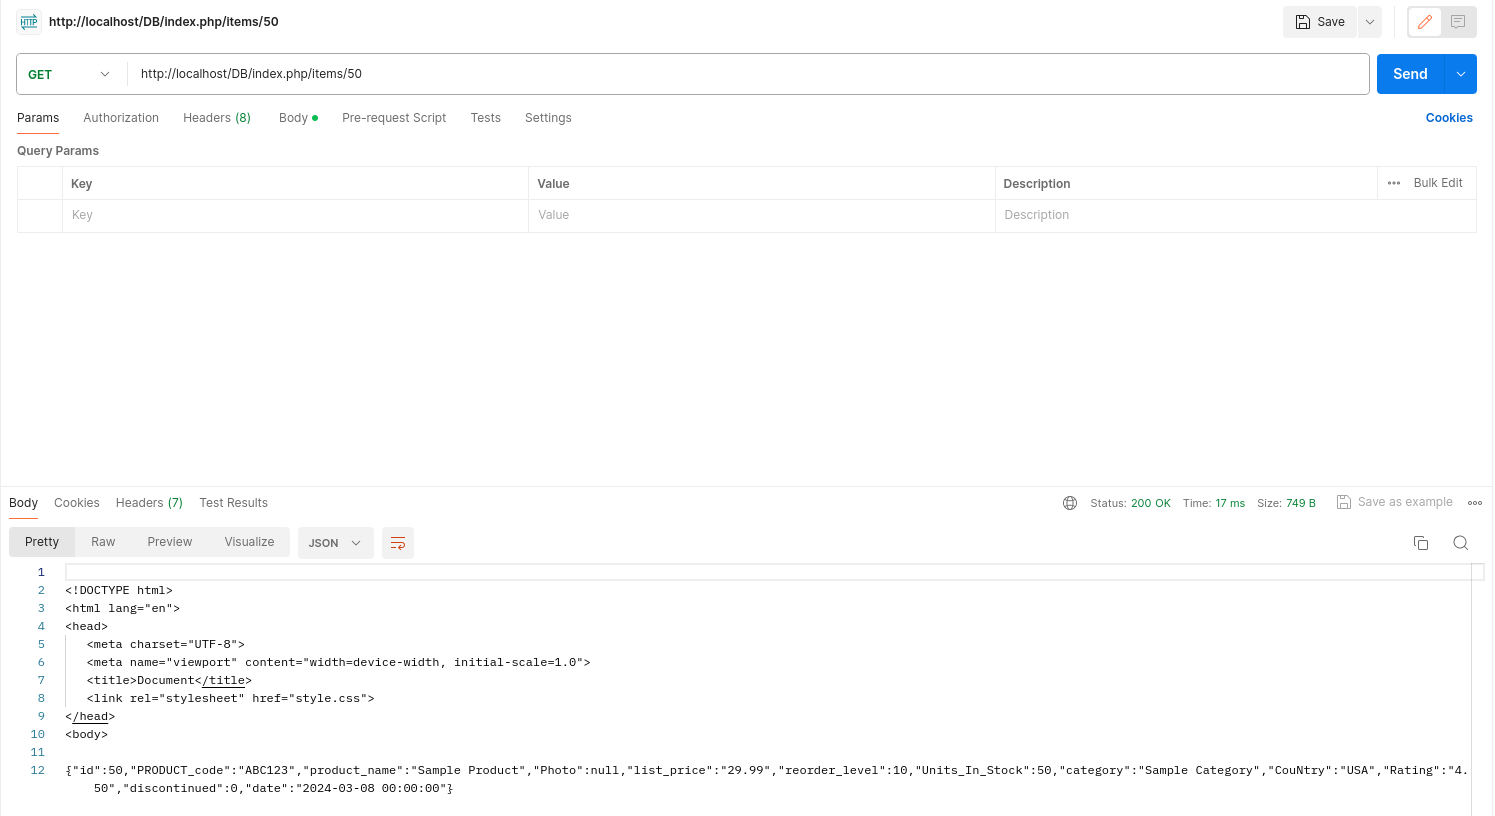 HTTP http://localhost/DB/index.php/items/50 Save
GET http://localhost/DB/index.php/items/50 Send
Params Authorization Headers (8) Body Pre-request Script Tests Settings Cookies
Query Params
Key Value Description ••• Bulk Edit
Key Value Description
Body Cookies Headers (7) Test Results Status: 200 OK Time: 17 ms Size: 749 B Save as example
Pretty Raw Preview Visualize JSON
1
2 <!DOCTYPE html>
3 <html lang="en">
4 <head>
5 <meta charset="UTF-8">
6 <meta name="viewport" content="width=device-width, initial-scale=1.0">
7 <title>Document</title>
8 <link rel="stylesheet" href="style.css">
9 </head>
10 <body>
11
12 {"id":50,"PRODUCT_code":"ABC123","product_name":"Sample Product","Photo":null,"list_price":"29.99","reorder_level":10,"Units_In_Stock":50,"category":"Sample Category","CouNtry":"USA","Rating":"4.
50","discontinued":0,"date":"2024-03-08 00:00:00"}